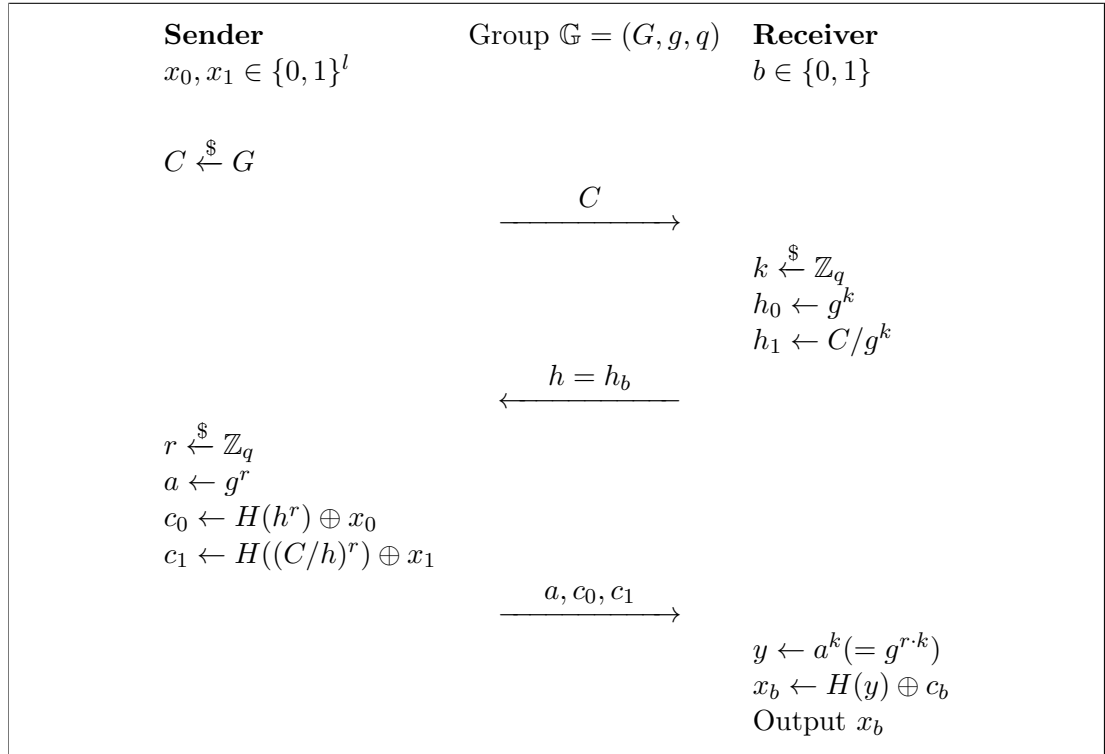 Sender Group 𝔾 = (G, g, q) Receiver
x₀, x₁ ∈ {0, 1}ˡ b ∈ {0, 1}
C ←$ G
C
k ←$ ℤ_q
h₀ ← gᵏ
h₁ ← C/gᵏ
h = h_b
r ←$ ℤ_q
a ← gʳ
c₀ ← H(hʳ) ⊕ x₀
c₁ ← H((C/h)ʳ) ⊕ x₁
a, c₀, c₁
y ← aᵏ(= g^{r·k})
x_b ← H(y) ⊕ c_b
Output x_b